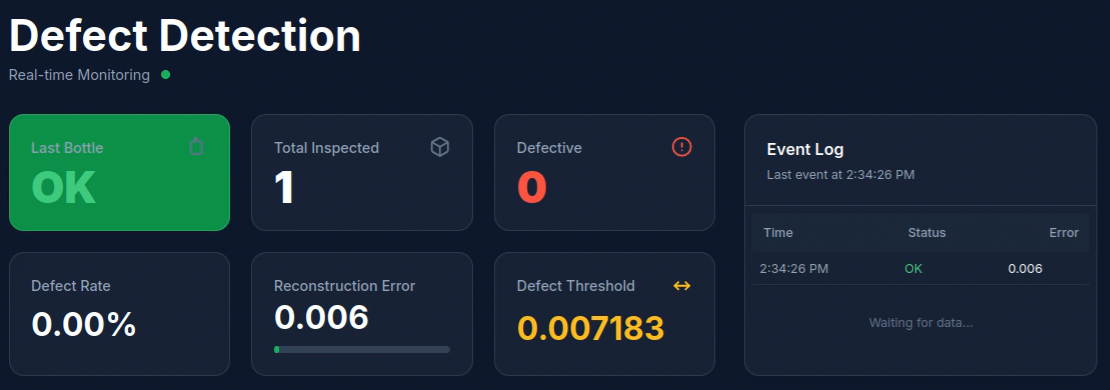 Defect Detection
Real-time Monitoring
Last Bottle
OK
Total Inspected
1
Defective
0
Defect Rate
0.00%
Reconstruction Error
0.006
Defect Threshold
0.007183
Event Log
Last event at 2:34:26 PM
Time Status Error
2:34:26 PM OK 0.006
Waiting for data...